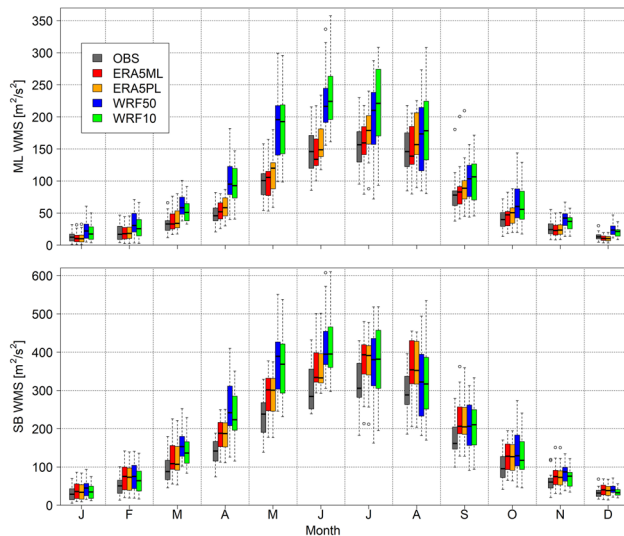 350
300
250
200
150
100
50
0
ML WMS [m²/s²]
OBS
ERA5ML
ERA5PL
WRF50
WRF10
600
500
400
300
200
100
0
SB WMS [m²/s²]
J F M A M J J A S O N D
Month